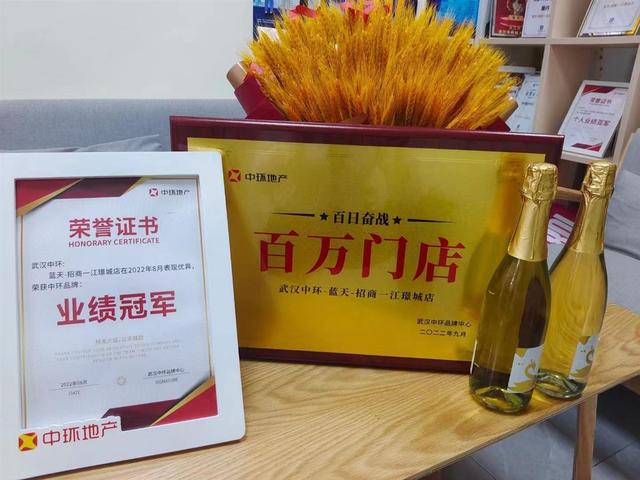 中环地产
荣誉证书
HONORARY CERTIFICATE
武汉中环:
蓝天-招商一江璟城店在2022年8月表现优异,
荣获中环品牌:
业绩冠军
2022年08月
DATE
武汉中环品牌中心
SIGNATURE
中环地产
中环地产
百日奋战
百万门店
武汉中环-蓝天-招商一江璟城店
武汉中环品牌中心
二〇二二年九月
荣誉证书
个人业绩冠军